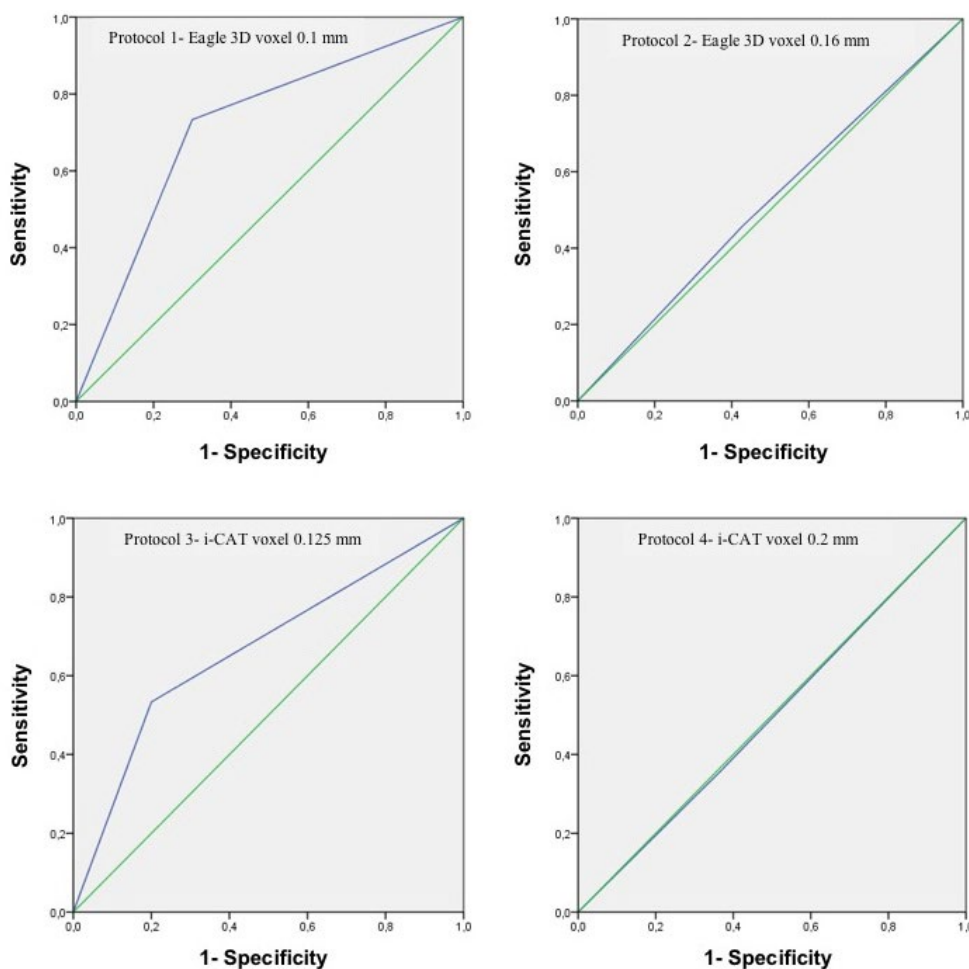 Protocol 1- Eagle 3D voxel 0.1 mm
1,0
0,8
0,6
0,4
0,2
0,0
Sensitivity
0,0 0,2 0,4 0,6 0,8 1,0
1- Specificity
Protocol 2- Eagle 3D voxel 0.16 mm
1,0
0,8
0,6
0,4
0,2
0,0
Sensitivity
0,0 0,2 0,4 0,6 0,8 1,0
1- Specificity
Protocol 3- i-CAT voxel 0.125 mm
1,0
0,8
0,6
0,4
0,2
0,0
Sensitivity
0,0 0,2 0,4 0,6 0,8 1,0
1- Specificity
Protocol 4- i-CAT voxel 0.2 mm
1,0
0,8
0,6
0,4
0,2
0,0
Sensitivity
0,0 0,2 0,4 0,6 0,8 1,0
1- Specificity